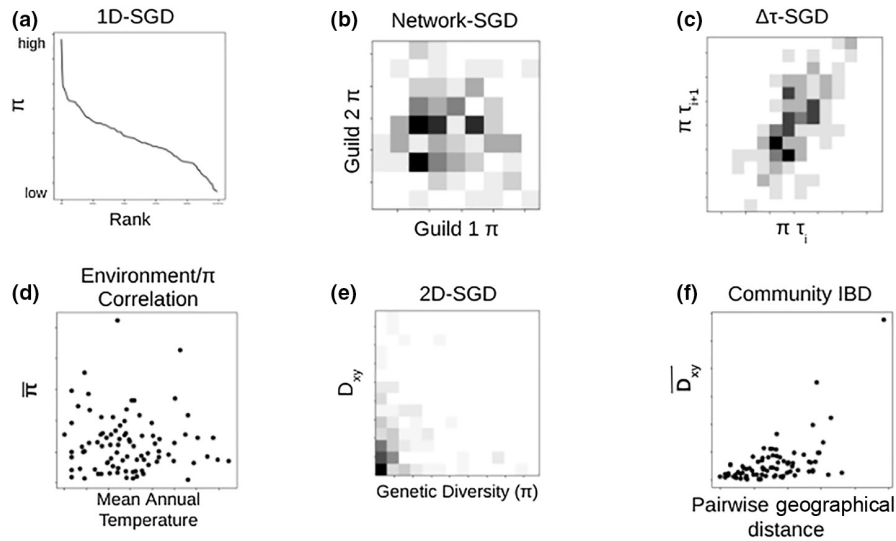 (a)
1D-SGD
high
π
low
Rank
(b)
Network-SGD
Guild 2 π
Guild 1 π
(c)
Δτ-SGD
π τi+1
π τi
(d)
Environment/π
Correlation
π̿
Mean Annual
Temperature
(e)
2D-SGD
Dxy
Genetic Diversity (π)
(f)
Community IBD
D̅xy
Pairwise geographical
distance